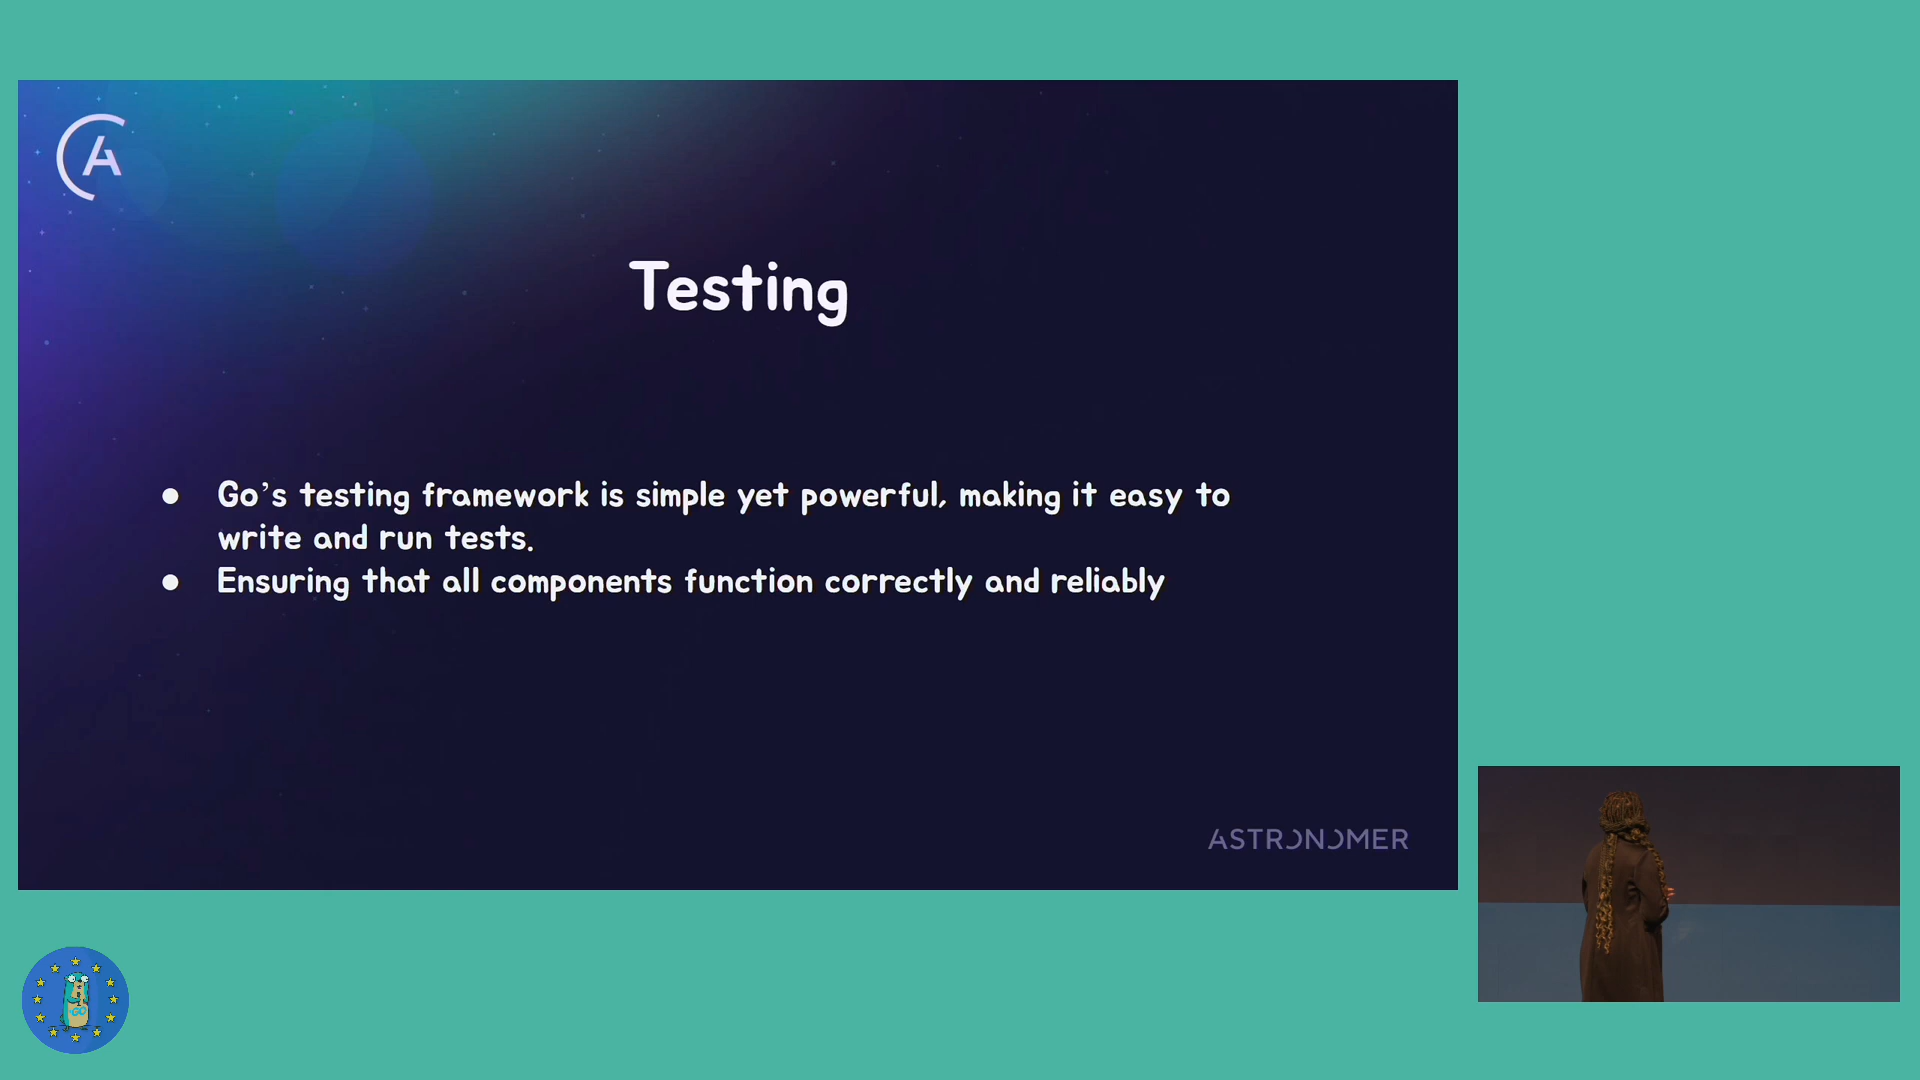 A
Testing
● Go's testing framework is simple yet powerful, making it easy to
write and run tests.
● Ensuring that all components function correctly and reliably
ASTRONOMER
GO